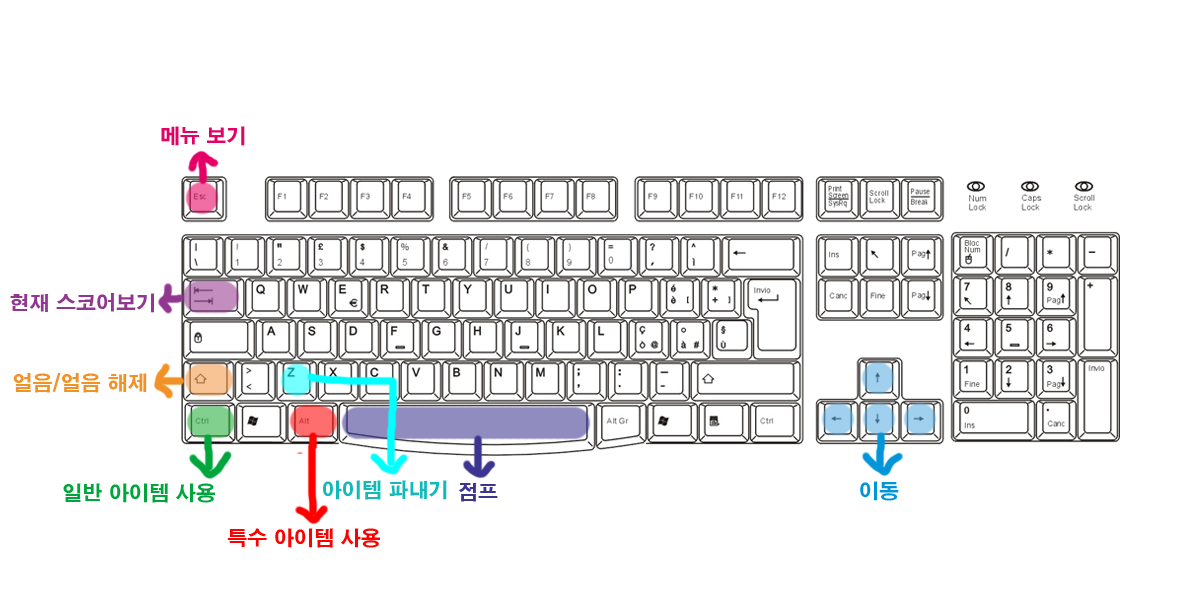 메뉴 보기
Esc F1 F2 F3 F4 F5 F6 F7 F8 F9 F10 F11 F12 Print Screen SysRq Scroll Lock Pause Break Num Lock Caps Lock Scroll Lock
| \ ! 1 " 2 £ 3 $ 4 % 5 & 6 / 7 ( 8 ) 9 = 0 ? ' ^ ì ← Ins ↖ Pag↑ Bloc Num / * -
현재 스코어보기 Q W E € R T Y U I O P é è [ * + ] Invio Canc Fine Pag↓ 7 ↖ 8 ↑ 9 Pag↑ +
A S D F G H J K L ç ò @ ° à # § ù 4 ← 5 6 →
얼음/얼음 해제 > < Z X C V B N M ; , : . _ - ↑ 1 Fine 2 ↓ 3 Pag↓ Invio
Ctrl Alt Alt Gr Ctrl ← ↓ → 0 Ins . Canc
일반 아이템 사용 아이템 파내기 점프 이동
특수 아이템 사용